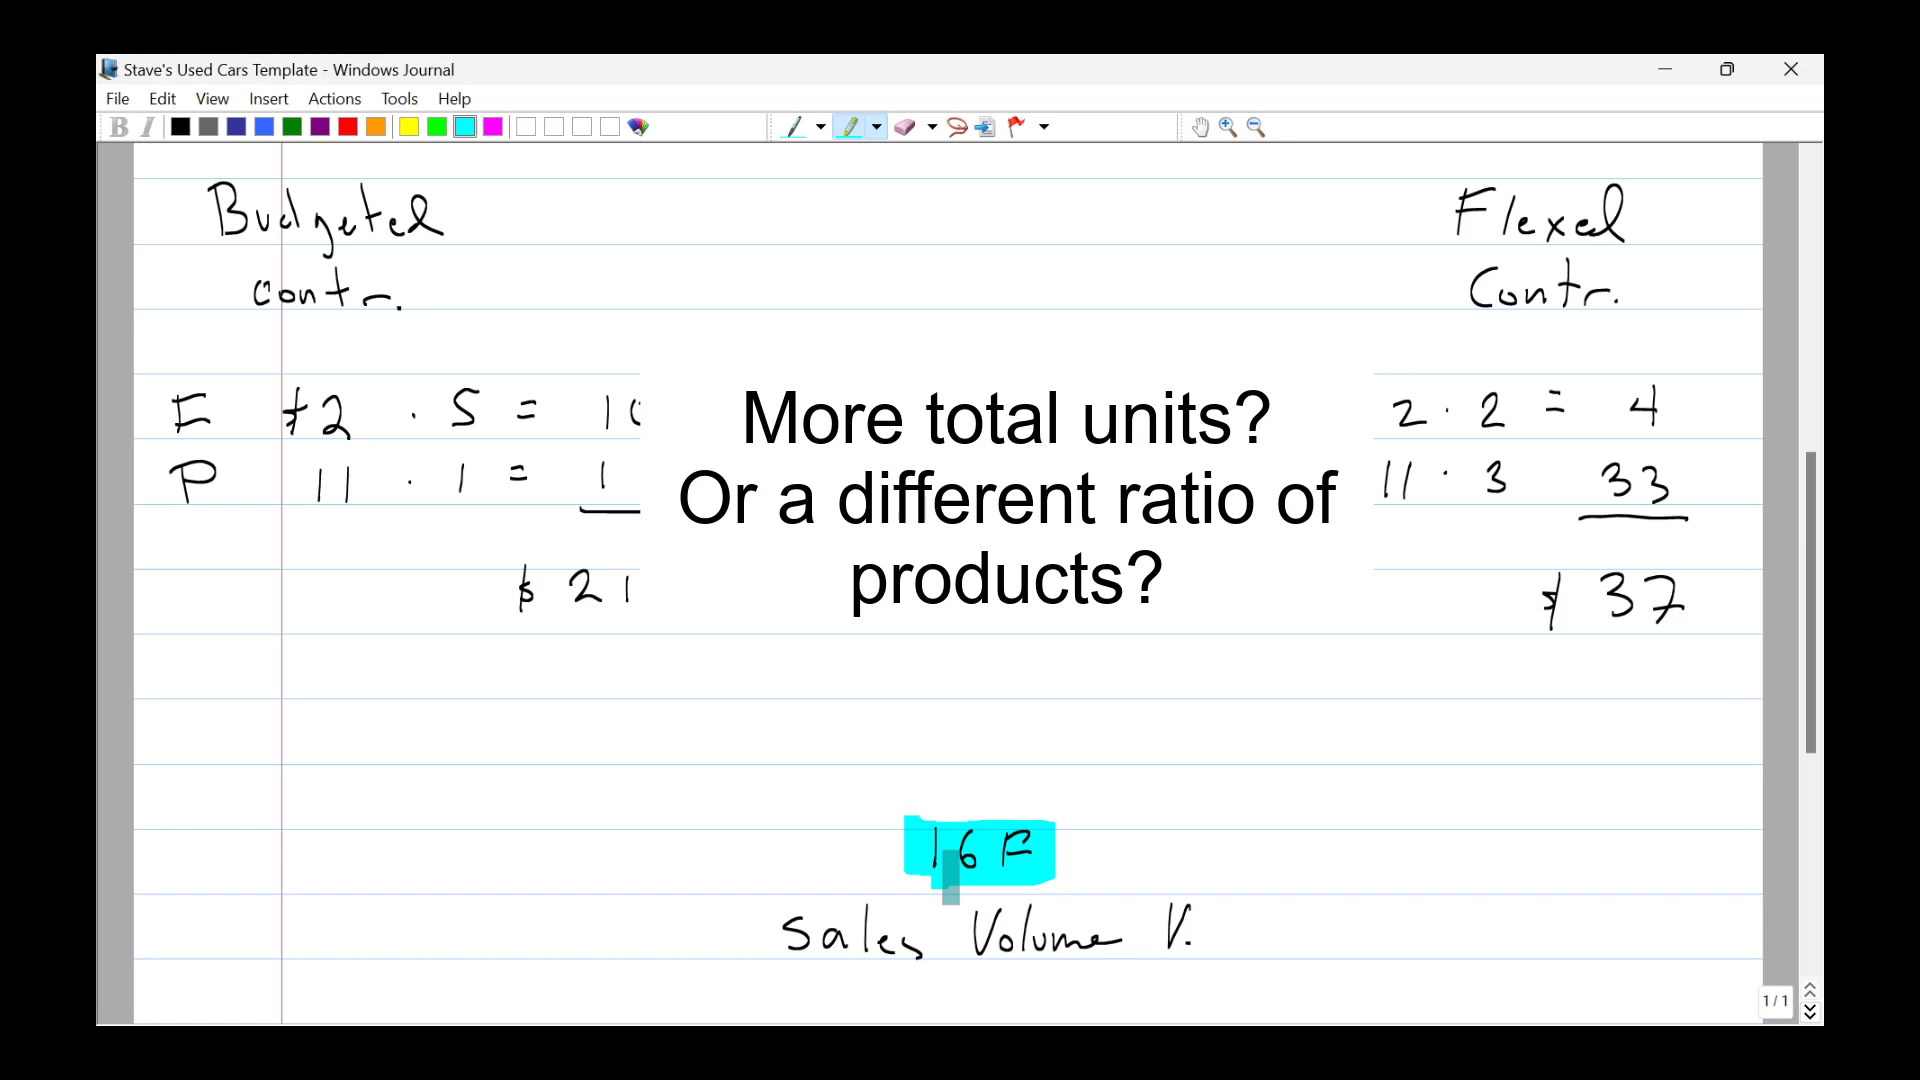 Stave's Used Cars Template - Windows Journal
File Edit View Insert Actions Tools Help
B I
Budgeted
contr.
Flexed
Contr.
F $2 · 5 = 10
P 11 · 1 = 1
$ 21
More total units?
Or a different ratio of
products?
2 · 2 = 4
11 · 3 33
$ 37
16 F
Sales Volume V.
1 / 1